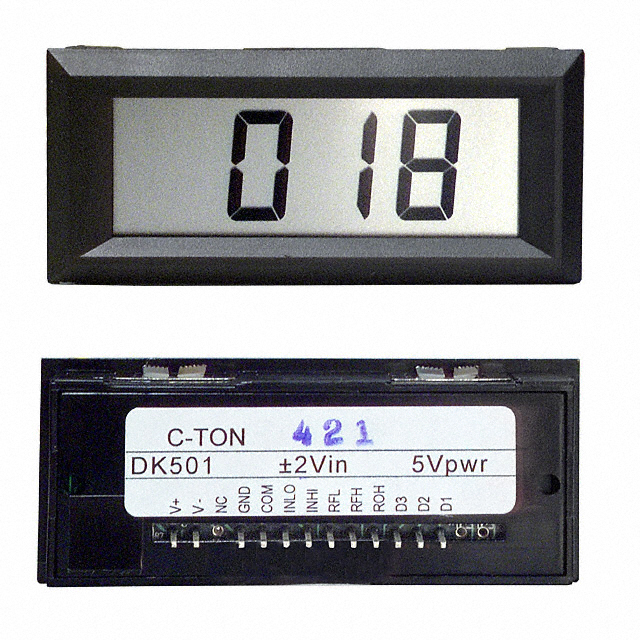 018
C-TON 421
DK501 ±2Vin 5Vpwr
V+ V- NC GND COM INLO INHI RFL RFH ROH D3 D2 D1